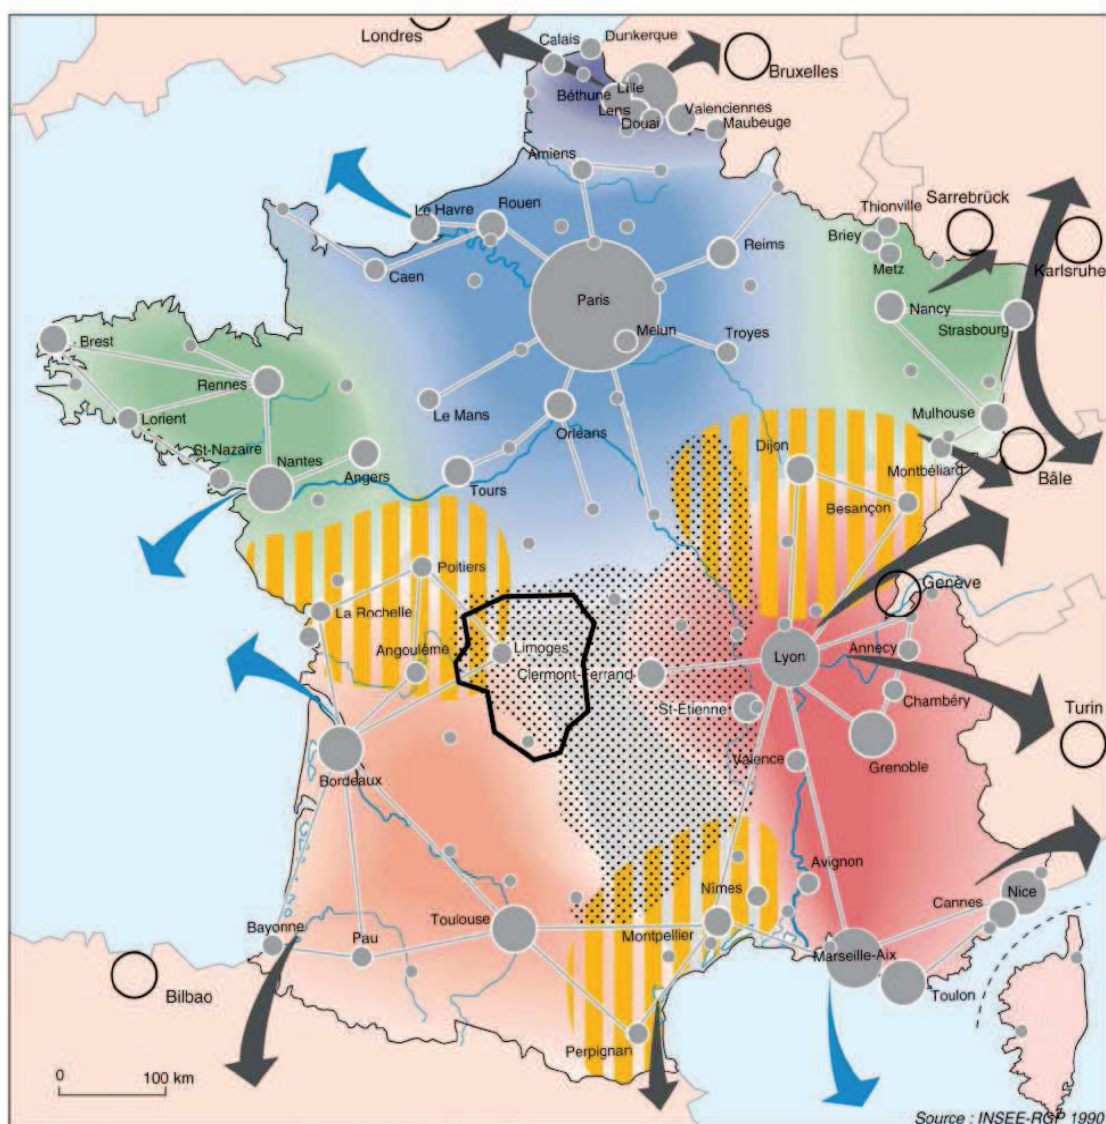 Londres
Calais
Dunkerque
Bruxelles
Béthune
Lille
Lens
Douai
Valenciennes
Maubeuge
Amiens
Le Havre
Rouen
Caen
Reims
Thionville
Sarrebrück
Briey
Metz
Karlsruhe
Paris
Melun
Troyes
Nancy
Strasbourg
Brest
Rennes
Lorient
Le Mans
Orléans
Mulhouse
St-Nazaire
Nantes
Angers
Tours
Dijon
Montbéliard
Bâle
Besançon
Poitiers
Genève
La Rochelle
Angoulême
Limoges
Clermont-Ferrand
Lyon
Annecy
Chambéry
St-Etienne
Turin
Valence
Grenoble
Bordeaux
Avignon
Nîmes
Cannes
Nice
Bayonne
Pau
Toulouse
Montpellier
Marseille-Aix
Toulon
Bilbao
Perpignan
0 100 km
Source : INSEE-RGP 1990